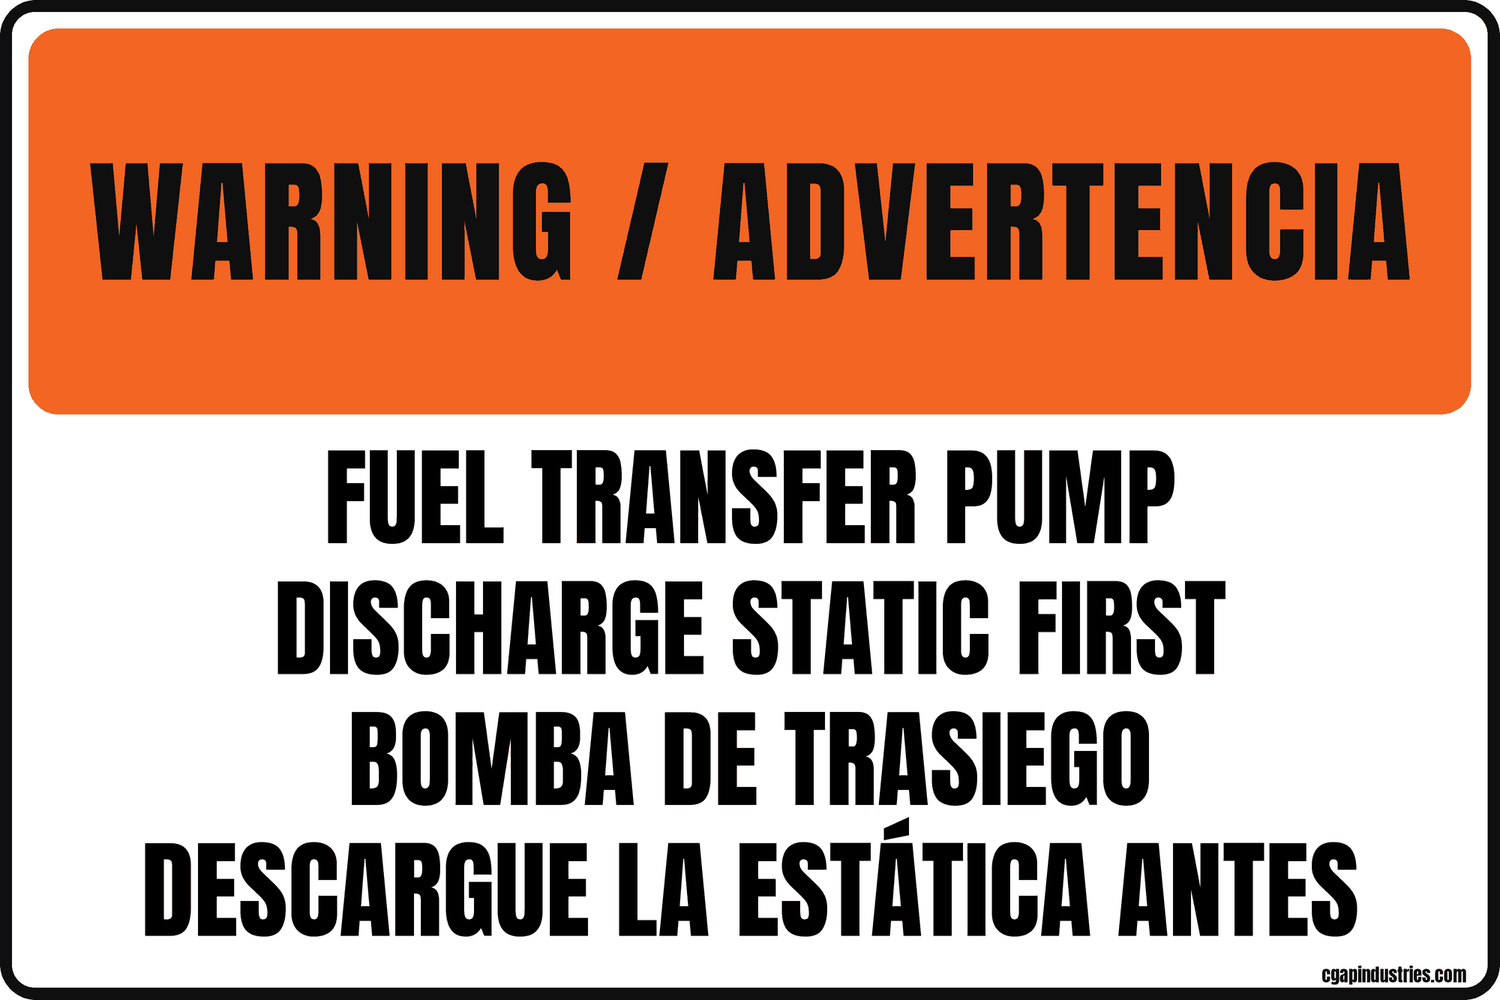 WARNING / ADVERTENCIA
FUEL TRANSFER PUMP
DISCHARGE STATIC FIRST
BOMBA DE TRASIEGO
DESCARGUE LA ESTÁTICA ANTES
cgapindustries.com